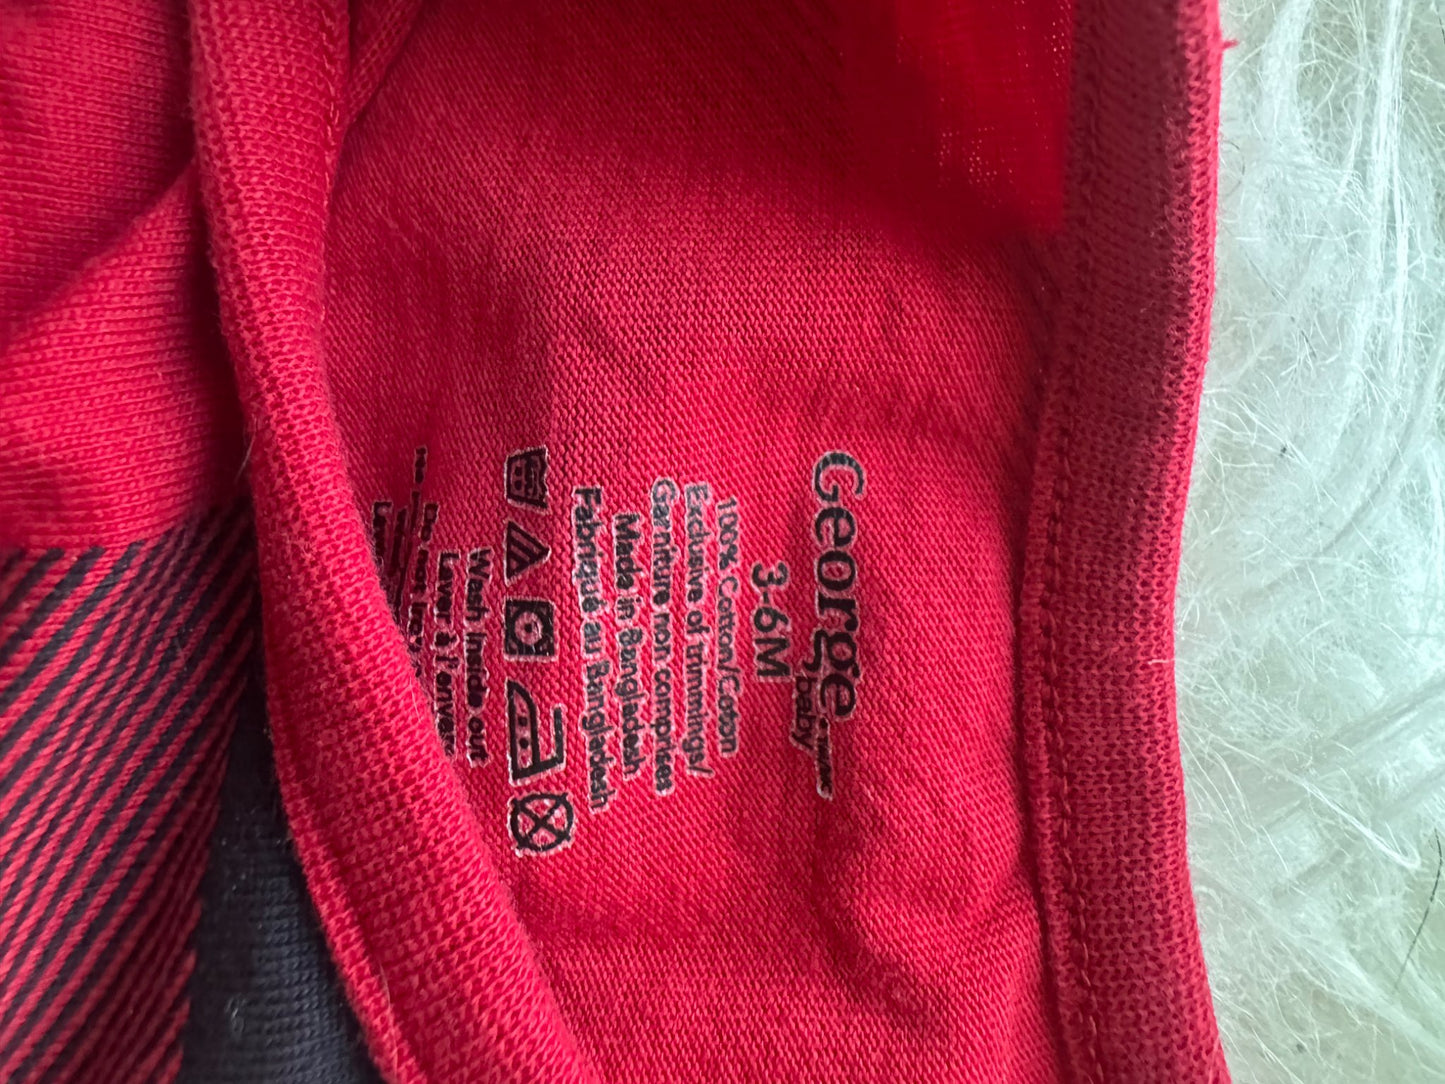 George
baby
3-6M
100% Cotton/Coton
Exclusive of trimmings/
Garniture non comprises
Made in Bangladesh
Fabriqué au Bangladesh
Wash inside out
Laver à l'enve